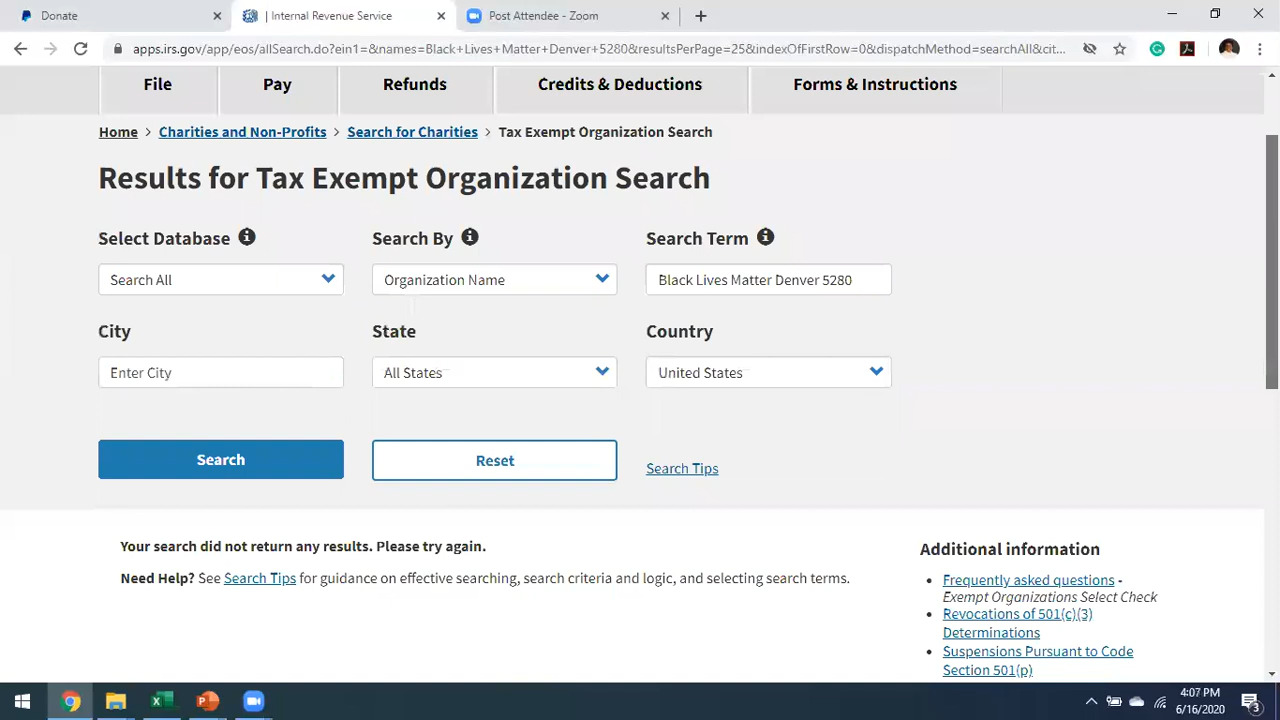 Donate
| Internal Revenue Service
Post Attendee - Zoom
apps.irs.gov/app/eos/allSearch.do?ein1=&names=Black+Lives+Matter+Denver+5280&resultsPerPage=25&indexOfFirstRow=0&dispatchMethod=searchAll&cit...
File
Pay
Refunds
Credits & Deductions
Forms & Instructions
Home > Charities and Non-Profits > Search for Charities > Tax Exempt Organization Search
Results for Tax Exempt Organization Search
Select Database
Search By
Search Term
Search All
Organization Name
Black Lives Matter Denver 5280
City
State
Country
Enter City
All States
United States
Search
Reset
Search Tips
Your search did not return any results. Please try again.
Need Help? See Search Tips for guidance on effective searching, search criteria and logic, and selecting search terms.
Additional information
Frequently asked questions -
Exempt Organizations Select Check
Revocations of 501(c)(3)
Determinations
Suspensions Pursuant to Code
Section 501(p)
4:07 PM
6/16/2020
3